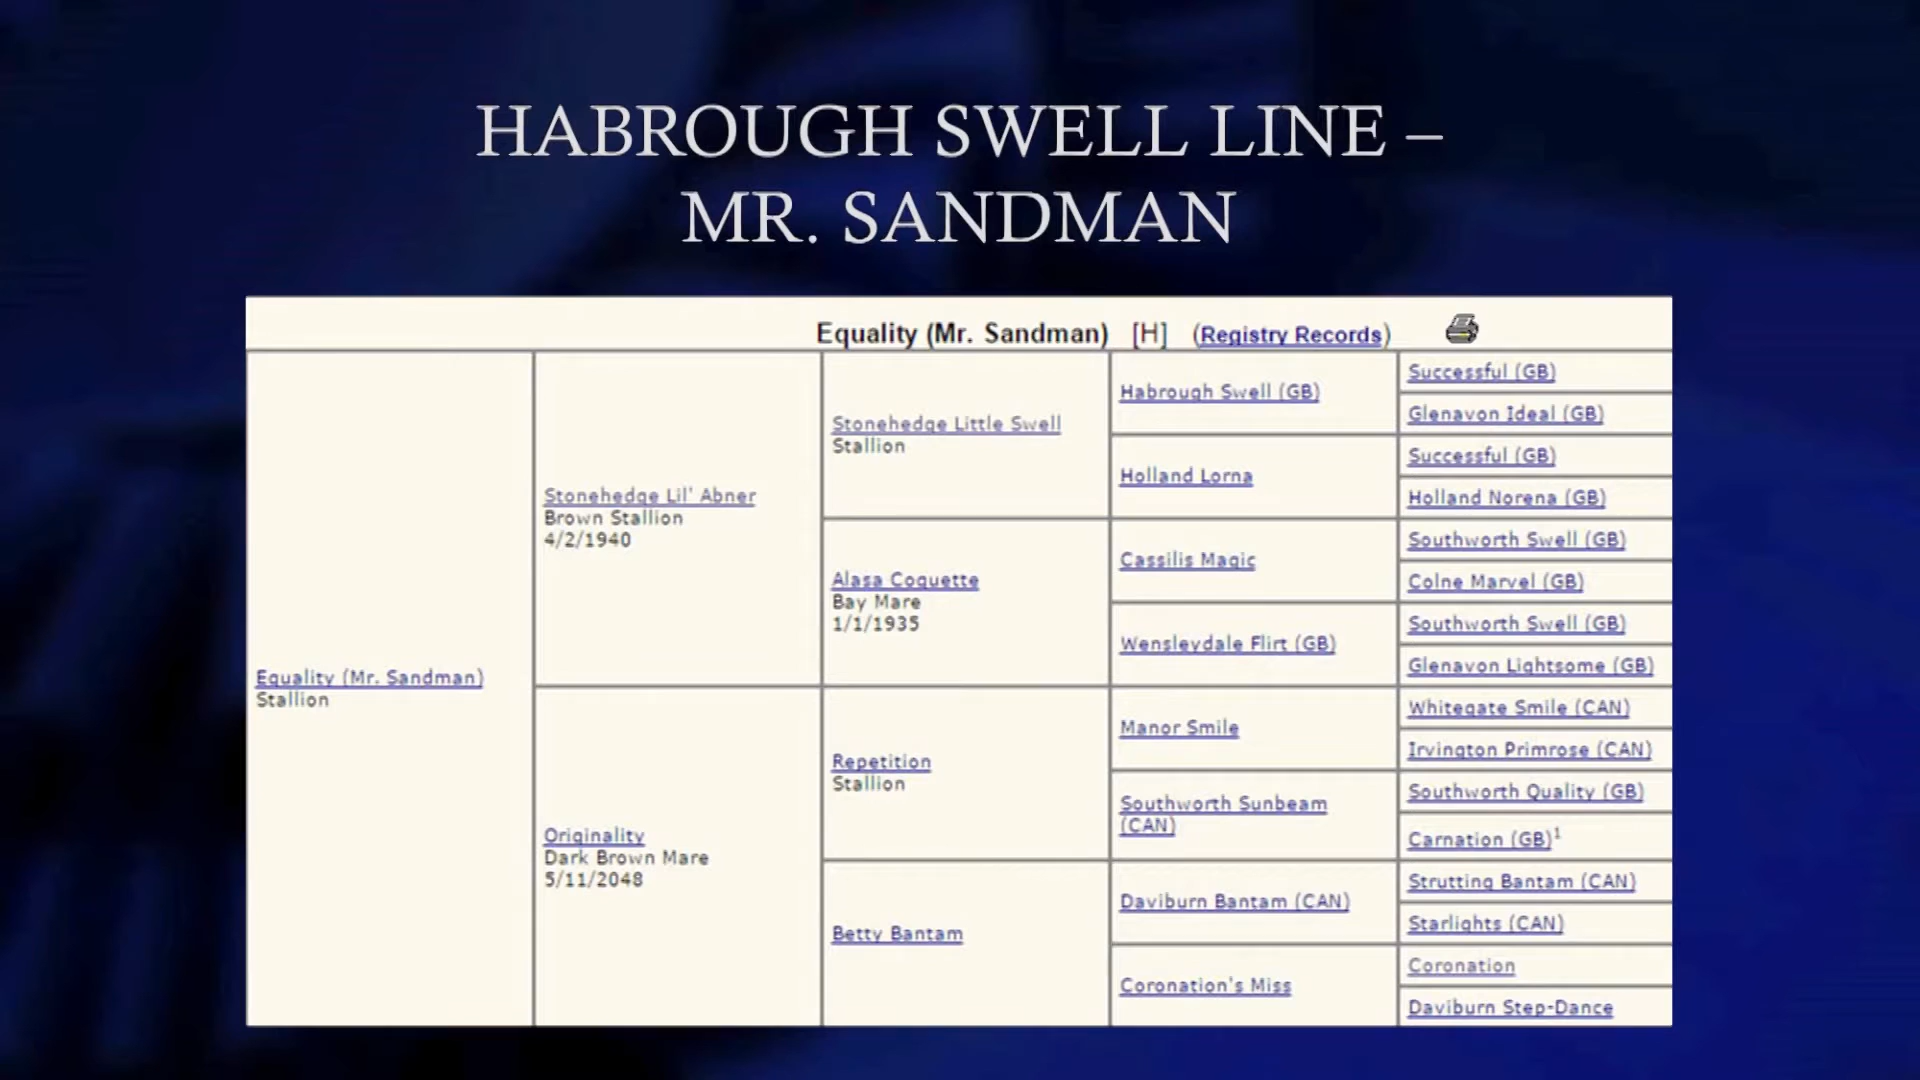 HABROUGH SWELL LINE –
MR. SANDMAN
Equality (Mr. Sandman) [H] (Registry Records)
Equality (Mr. Sandman)
Stallion
Stonehedge Lil' Abner
Brown Stallion
4/2/1940
Originality
Dark Brown Mare
5/11/2048
Stonehedge Little Swell
Stallion
Alasa Coquette
Bay Mare
1/1/1935
Repetition
Stallion
Betty Bantam
Habrough Swell (GB)
Holland Lorna
Cassilis Magic
Wensleydale Flirt (GB)
Manor Smile
Southworth Sunbeam
(CAN)
Daviburn Bantam (CAN)
Coronation's Miss
Successful (GB)
Glenavon Ideal (GB)
Successful (GB)
Holland Norena (GB)
Southworth Swell (GB)
Colne Marvel (GB)
Southworth Swell (GB)
Glenavon Lightsome (GB)
Whitegate Smile (CAN)
Irvington Primrose (CAN)
Southworth Quality (GB)
Carnation (GB)¹
Strutting Bantam (CAN)
Starlights (CAN)
Coronation
Daviburn Step-Dance